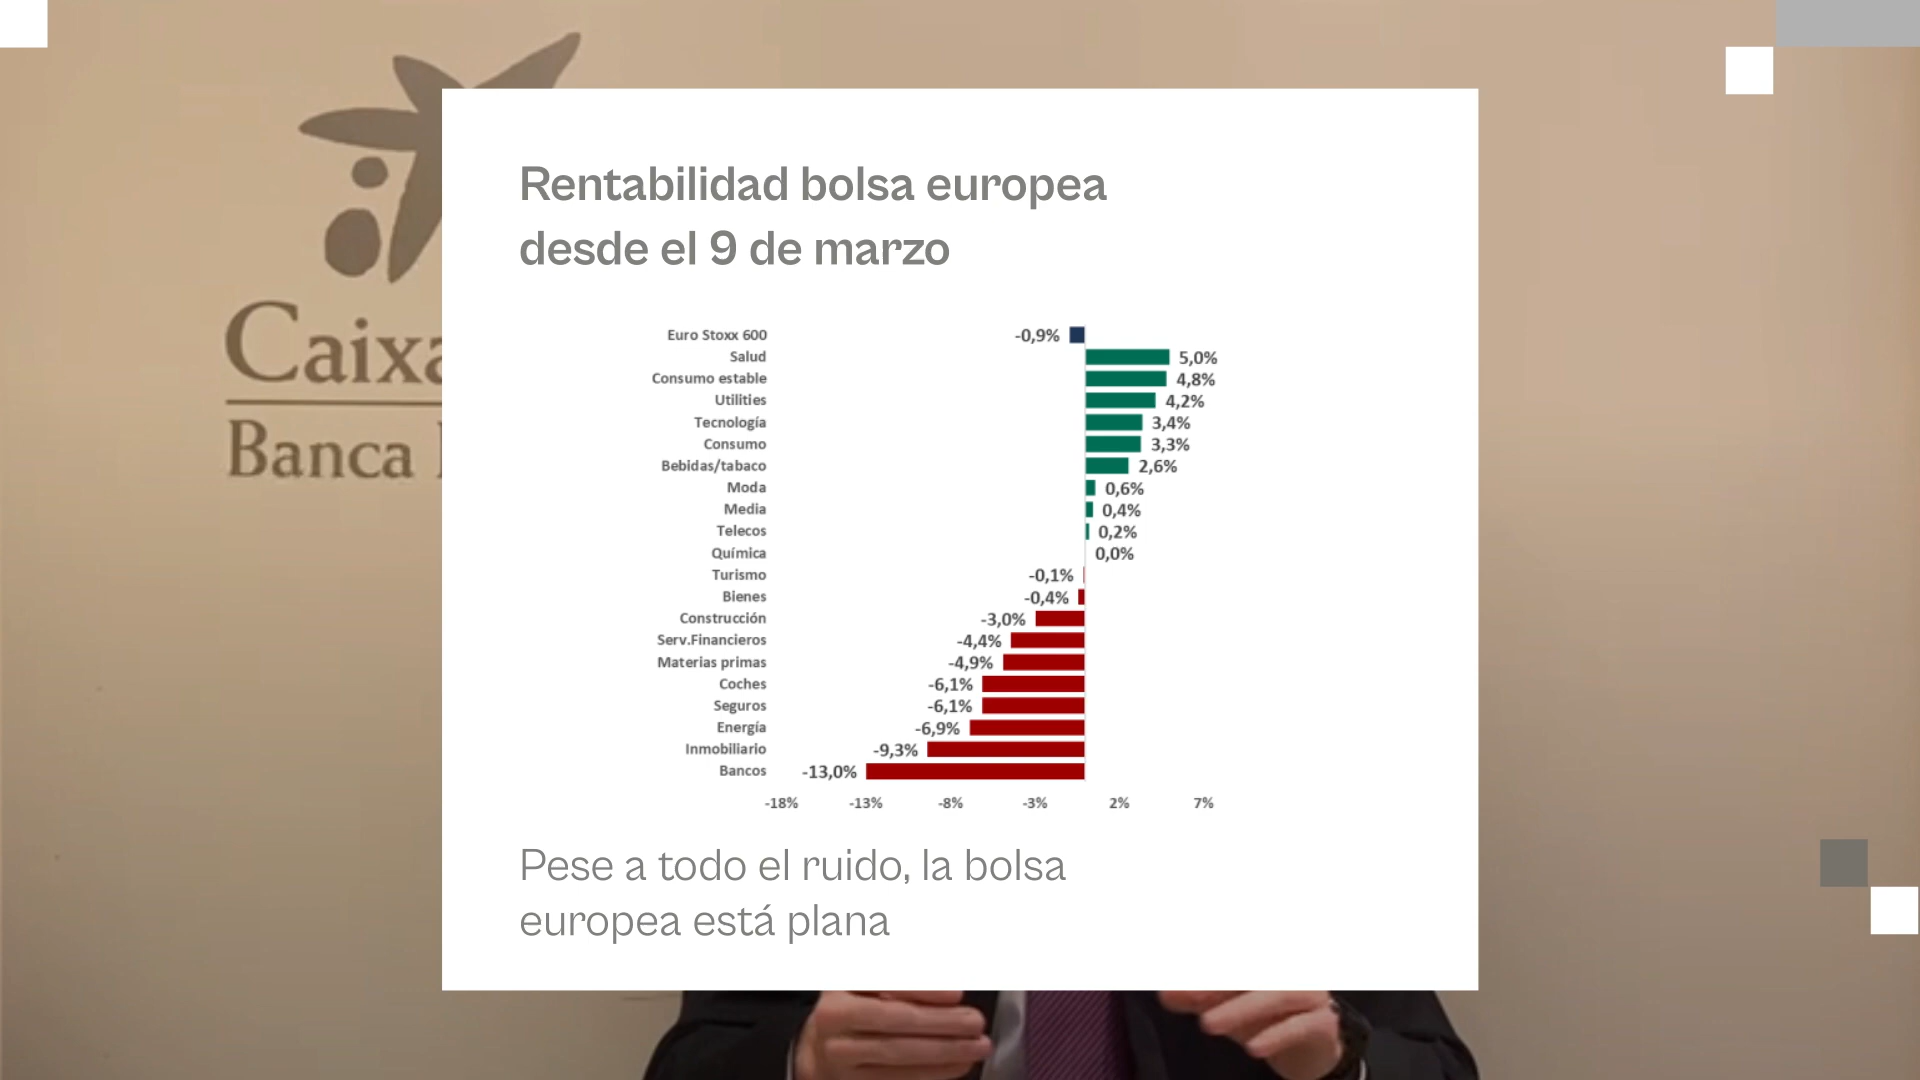 Caixa
Banca
Rentabilidad bolsa europea
desde el 9 de marzo
Euro Stoxx 600 -0,9%
Salud 5,0%
Consumo estable 4,8%
Utilities 4,2%
Tecnología 3,4%
Consumo 3,3%
Bebidas/tabaco 2,6%
Moda 0,6%
Media 0,4%
Telecos 0,2%
Química 0,0%
Turismo -0,1%
Bienes -0,4%
Construcción -3,0%
Serv.Financieros -4,4%
Materias primas -4,9%
Coches -6,1%
Seguros -6,1%
Energía -6,9%
Inmobiliario -9,3%
Bancos -13,0%
-18% -13% -8% -3% 2% 7%
Pese a todo el ruido, la bolsa
europea está plana